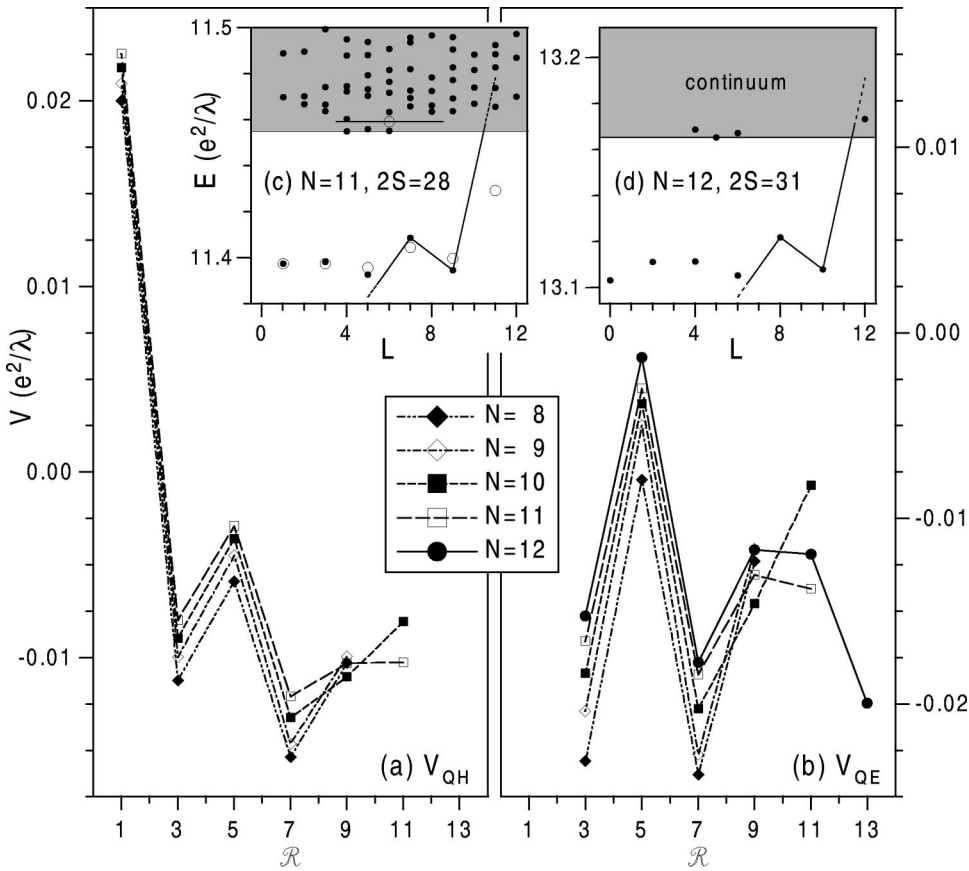 V (e²/λ)
0.02
0.01
0.00
-0.01
1 3 5 7 9 11 13
ℛ
(a) V_QH
E (e²/λ)
11.5
11.4
(c) N=11, 2S=28
0 4 8 12
L
13.2
13.1
continuum
(d) N=12, 2S=31
0 4 8 12
L
N= 8
N= 9
N=10
N=11
N=12
0.01
0.00
-0.01
-0.02
(b) V_QE
1 3 5 7 9 11 13
ℛ